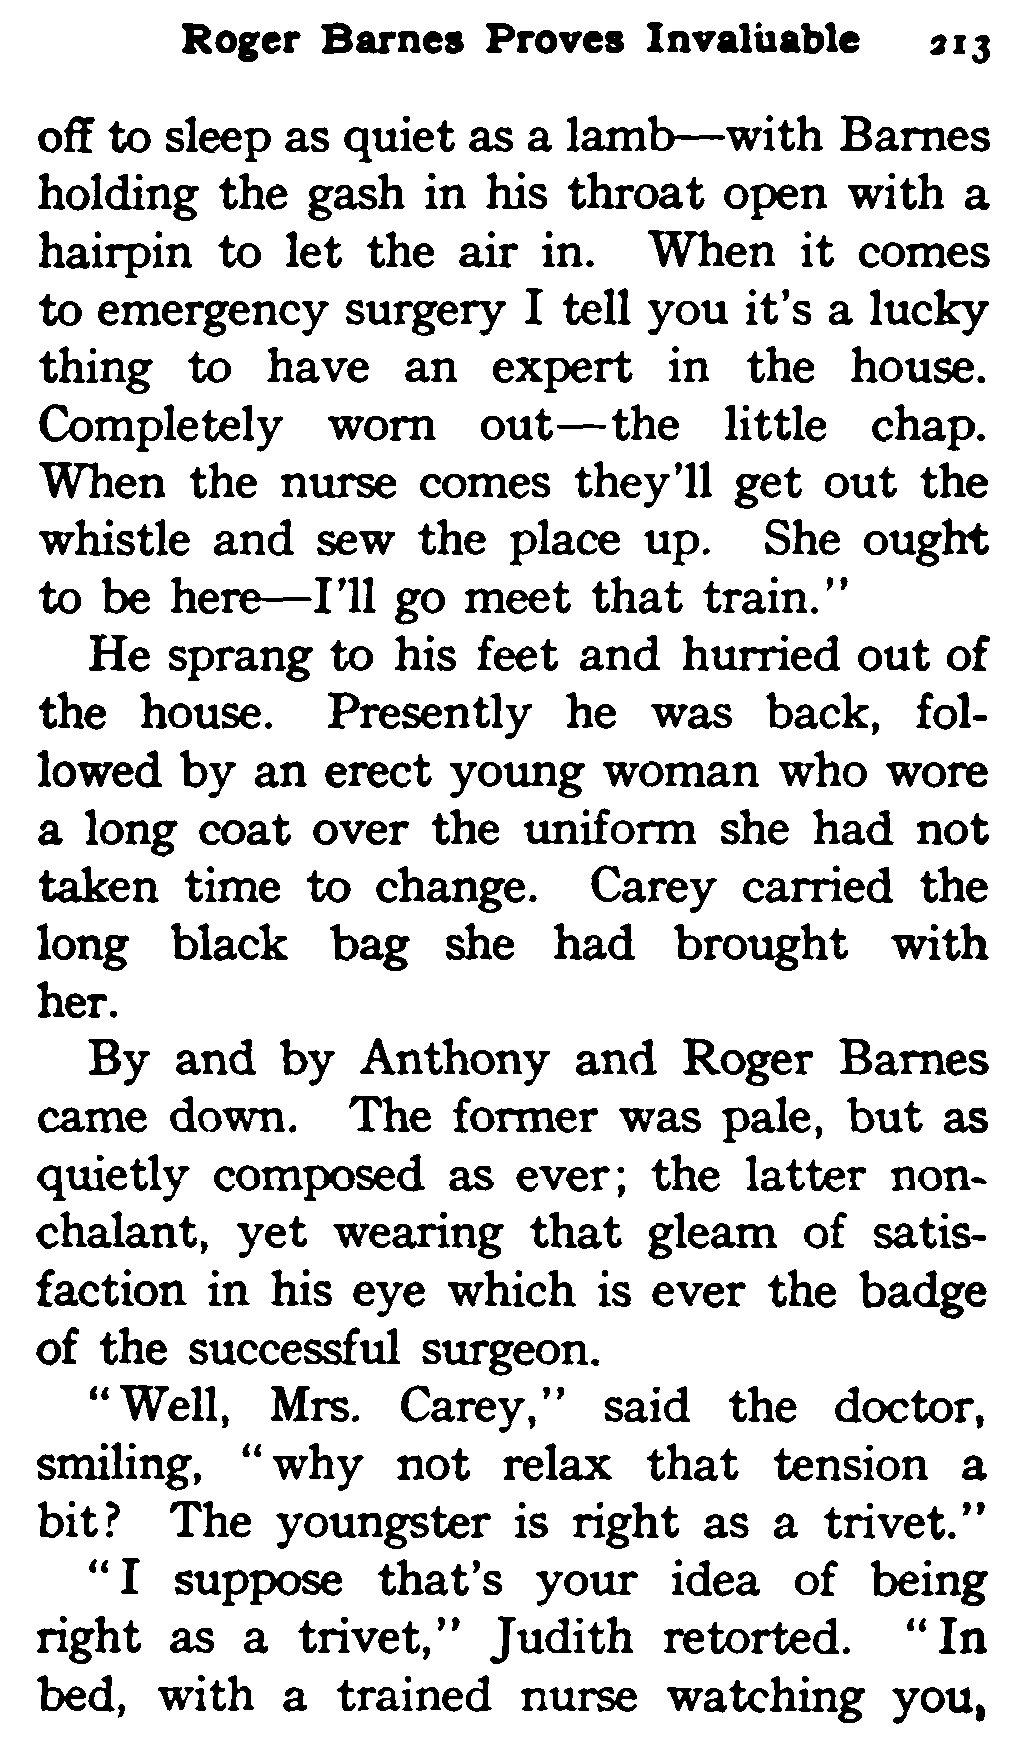 Roger Barnes Proves Invaluable 213
off to sleep as quiet as a lamb—with Barnes
holding the gash in his throat open with a
hairpin to let the air in. When it comes
to emergency surgery I tell you it's a lucky
thing to have an expert in the house.
Completely worn out—the little chap.
When the nurse comes they'll get out the
whistle and sew the place up. She ought
to be here—I'll go meet that train."
He sprang to his feet and hurried out of
the house. Presently he was back, fol-
lowed by an erect young woman who wore
a long coat over the uniform she had not
taken time to change. Carey carried the
long black bag she had brought with
her.
By and by Anthony and Roger Barnes
came down. The former was pale, but as
quietly composed as ever; the latter non-
chalant, yet wearing that gleam of satis-
faction in his eye which is ever the badge
of the successful surgeon.
"Well, Mrs. Carey," said the doctor,
smiling, "why not relax that tension a
bit? The youngster is right as a trivet."
"I suppose that's your idea of being
right as a trivet," Judith retorted. "In
bed, with a trained nurse watching you,